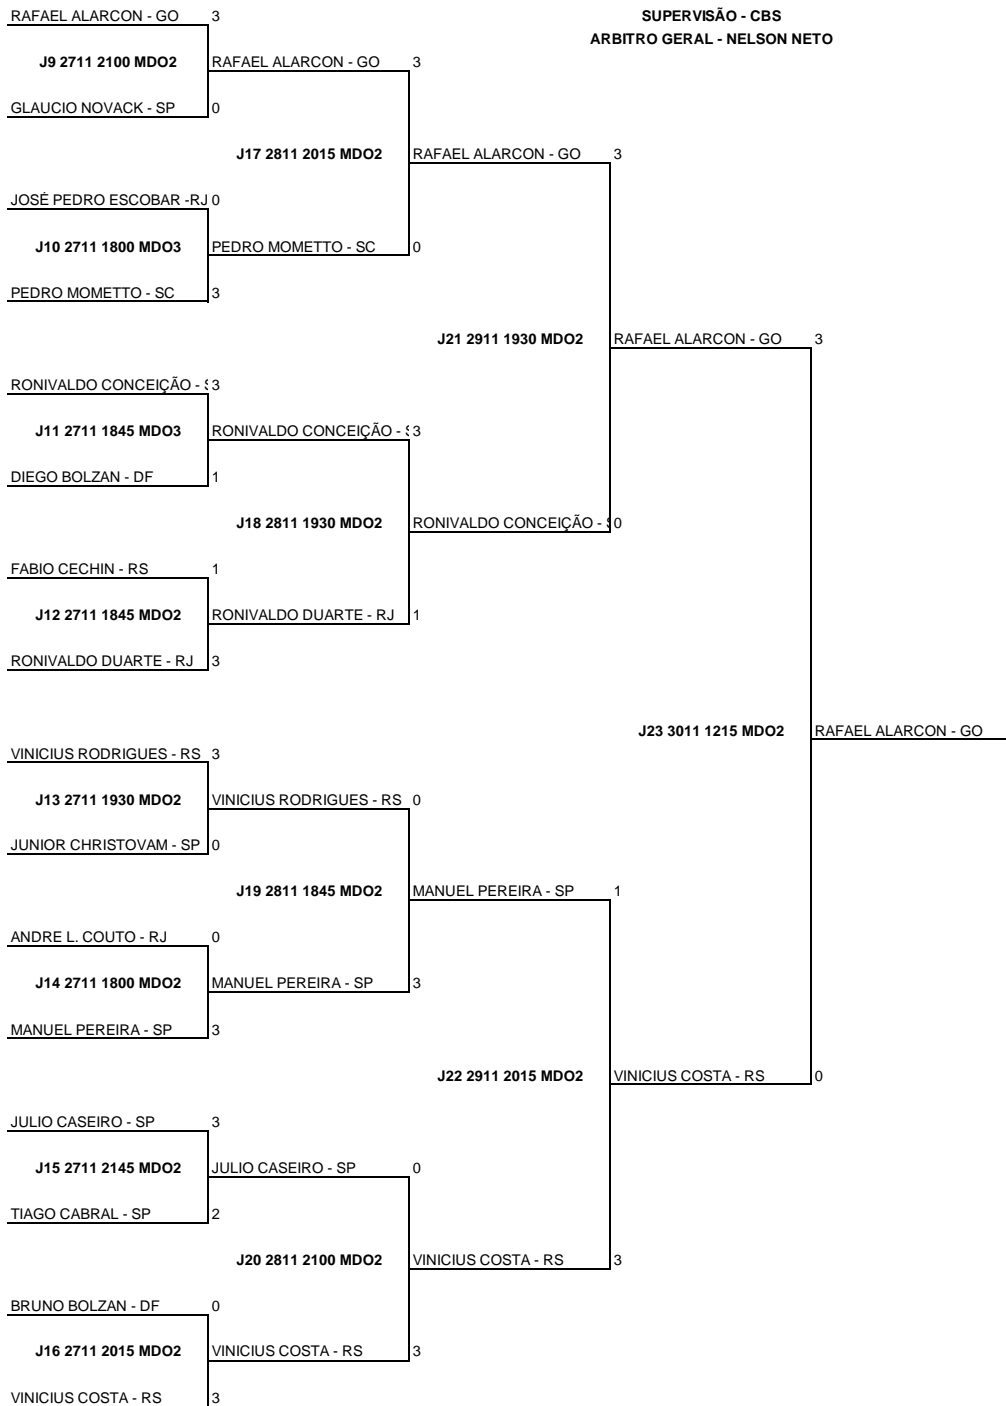 RAFAEL ALARCON - GO 3 SUPERVISÃO - CBS
ARBITRO GERAL - NELSON NETO
J9 2711 2100 MDO2 RAFAEL ALARCON - GO 3
GLAUCIO NOVACK - SP 0
J17 2811 2015 MDO2 RAFAEL ALARCON - GO 3
JOSÉ PEDRO ESCOBAR -RJ 0
J10 2711 1800 MDO3 PEDRO MOMETTO - SC 0
PEDRO MOMETTO - SC 3
J21 2911 1930 MDO2 RAFAEL ALARCON - GO 3
RONIVALDO CONCEIÇÃO - 3
J11 2711 1845 MDO3 RONIVALDO CONCEIÇÃO - 3
DIEGO BOLZAN - DF 1
J18 2811 1930 MDO2 RONIVALDO CONCEIÇÃO - 0
FABIO CECHIN - RS 1
J12 2711 1845 MDO2 RONIVALDO DUARTE - RJ 1
RONIVALDO DUARTE - RJ 3
J23 3011 1215 MDO2 RAFAEL ALARCON - GO
VINICIUS RODRIGUES - RS 3
J13 2711 1930 MDO2 VINICIUS RODRIGUES - RS 0
JUNIOR CHRISTOVAM - SP 0
J19 2811 1845 MDO2 MANUEL PEREIRA - SP 1
ANDRE L. COUTO - RJ 0
J14 2711 1800 MDO2 MANUEL PEREIRA - SP 3
MANUEL PEREIRA - SP 3
J22 2911 2015 MDO2 VINICIUS COSTA - RS 0
JULIO CASEIRO - SP 3
J15 2711 2145 MDO2 JULIO CASEIRO - SP 0
TIAGO CABRAL - SP 2
J20 2811 2100 MDO2 VINICIUS COSTA - RS 3
BRUNO BOLZAN - DF 0
J16 2711 2015 MDO2 VINICIUS COSTA - RS 3
VINICIUS COSTA - RS 3